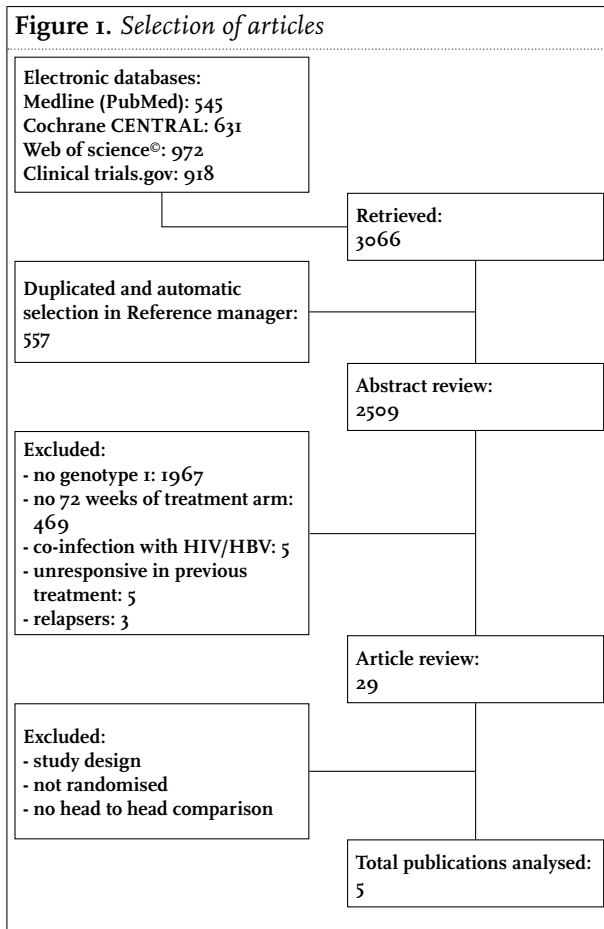 Figure 1. Selection of articles
Electronic databases:
Medline (PubMed): 545
Cochrane CENTRAL: 631
Web of science©: 972
Clinical trials.gov: 918
Retrieved:
3066
Duplicated and automatic
selection in Reference manager:
557
Abstract review:
2509
Excluded:
- no genotype 1: 1967
- no 72 weeks of treatment arm:
469
- co-infection with HIV/HBV: 5
- unresponsive in previous
treatment: 5
- relapsers: 3
Article review:
29
Excluded:
- study design
- not randomised
- no head to head comparison
Total publications analysed:
5